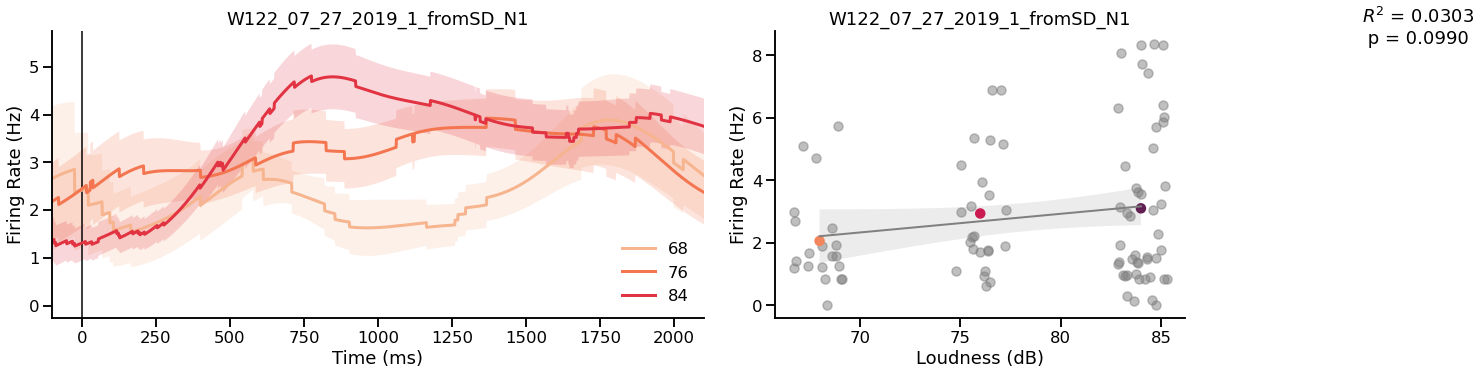 W122_07_27_2019_1_fromSD_N1
Firing Rate (Hz)
5
4
3
2
1
0
68
76
84
0 250 500 750 1000 1250 1500 1750 2000
Time (ms)
W122_07_27_2019_1_fromSD_N1
Firing Rate (Hz)
8
6
4
2
0
70 75 80 85
Loudness (dB)
R² = 0.0303
p = 0.0990